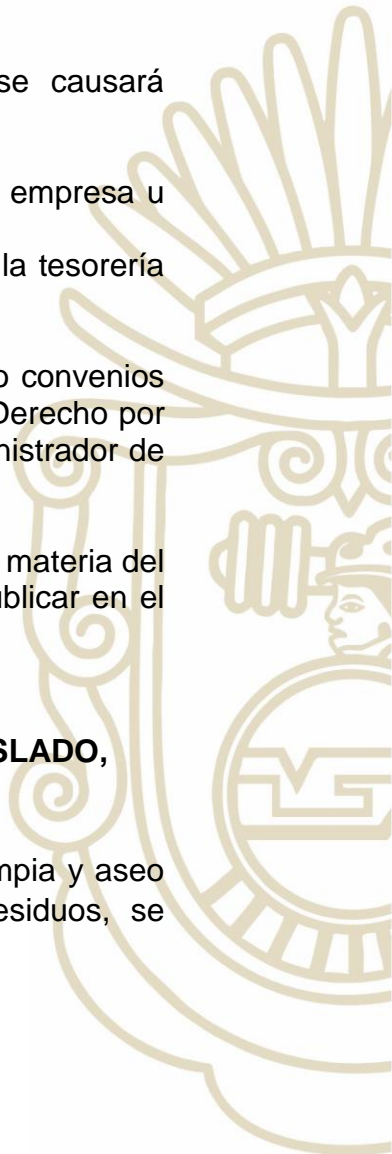 se causará
empresa u
la tesorería
o convenios
Derecho por
nistrador de
materia del
ublicar en el
SLADO,
mpia y aseo
esiduos, se